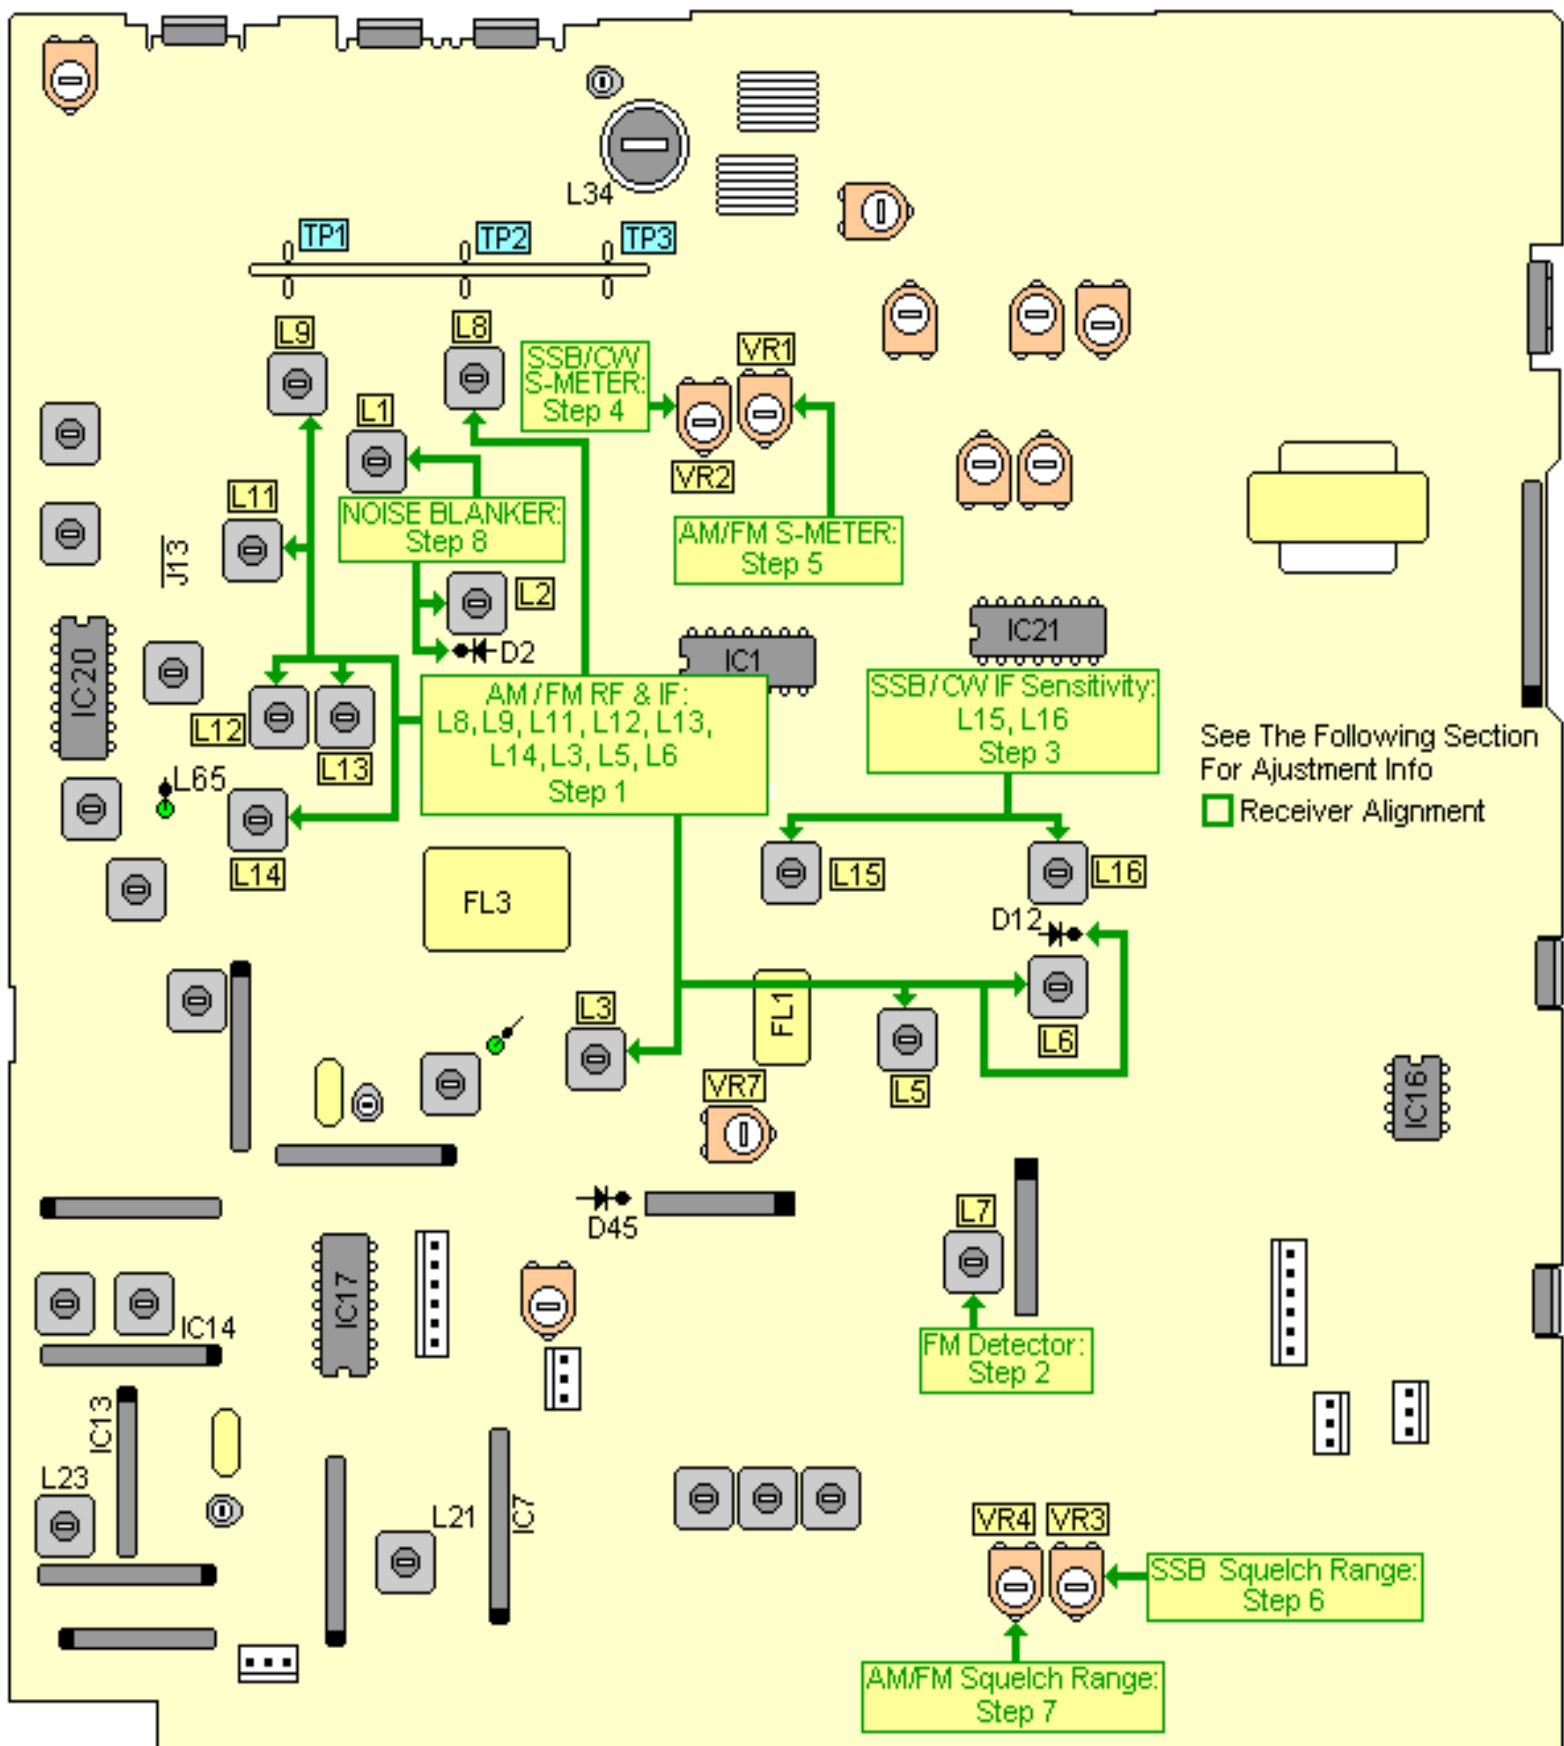 L34
TP1
TP2
TP3
L9
L8
SSB/CW
S-METER:
Step 4
VR1
L1
VR2
L11
NOISE BLANKER:
Step 8
AM/FM S-METER:
Step 5
J13
L2
D2
IC20
IC1
IC21
AM/FM RF & IF:
L8, L9, L11, L12, L13,
L14, L3, L5, L6
Step 1
SSB/CW IF Sensitivity:
L15, L16
Step 3
L12
L13
See The Following Section
For Ajustment Info
Receiver Alignment
L65
L14
L15
L16
FL3
D12
L3
FL1
L6
L5
VR7
IC16
D45
L7
IC17
IC14
FM Detector:
Step 2
IC13
L23
L21
IC7
VR4
VR3
SSB Squelch Range:
Step 6
AM/FM Squelch Range:
Step 7